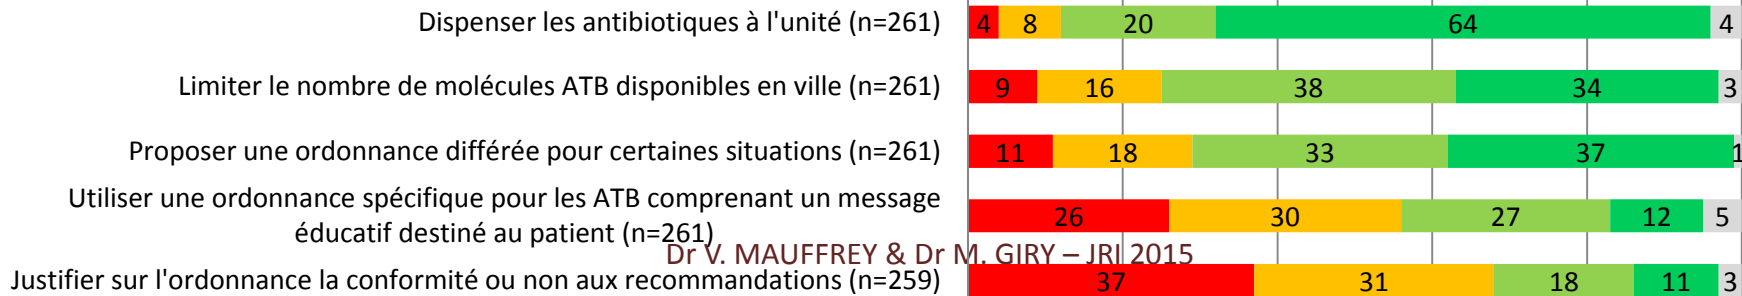 Dispenser les antibiotiques à l'unité (n=261) 4 8 20 64 4
Limiter le nombre de molécules ATB disponibles en ville (n=261) 9 16 38 34 3
Proposer une ordonnance différée pour certaines situations (n=261) 11 18 33 37 1
Utiliser une ordonnance spécifique pour les ATB comprenant un message
éducatif destiné au patient (n=261) 26 30 27 12 5
Dr V. MAUFFREY & Dr M. GIRY – JRI 2015
Justifier sur l'ordonnance la conformité ou non aux recommandations (n=259) 37 31 18 11 3